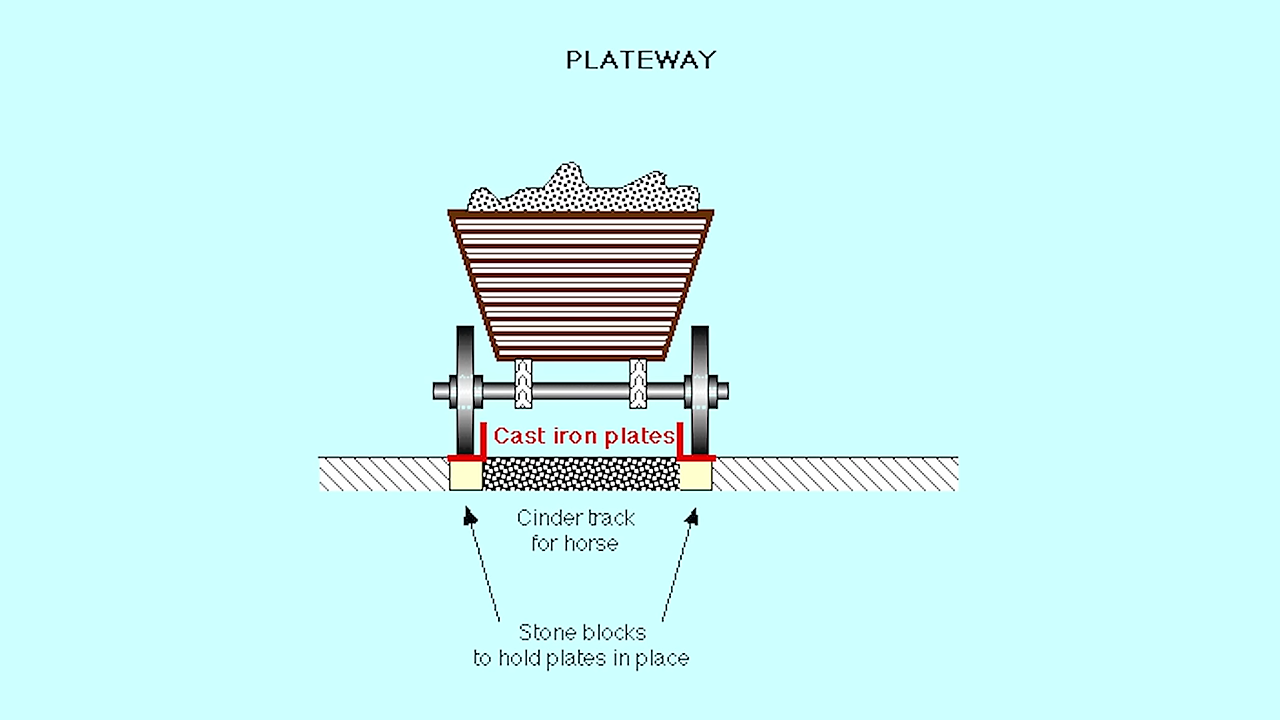 PLATEWAY
Cast iron plates
Cinder track
for horse
Stone blocks
to hold plates in place